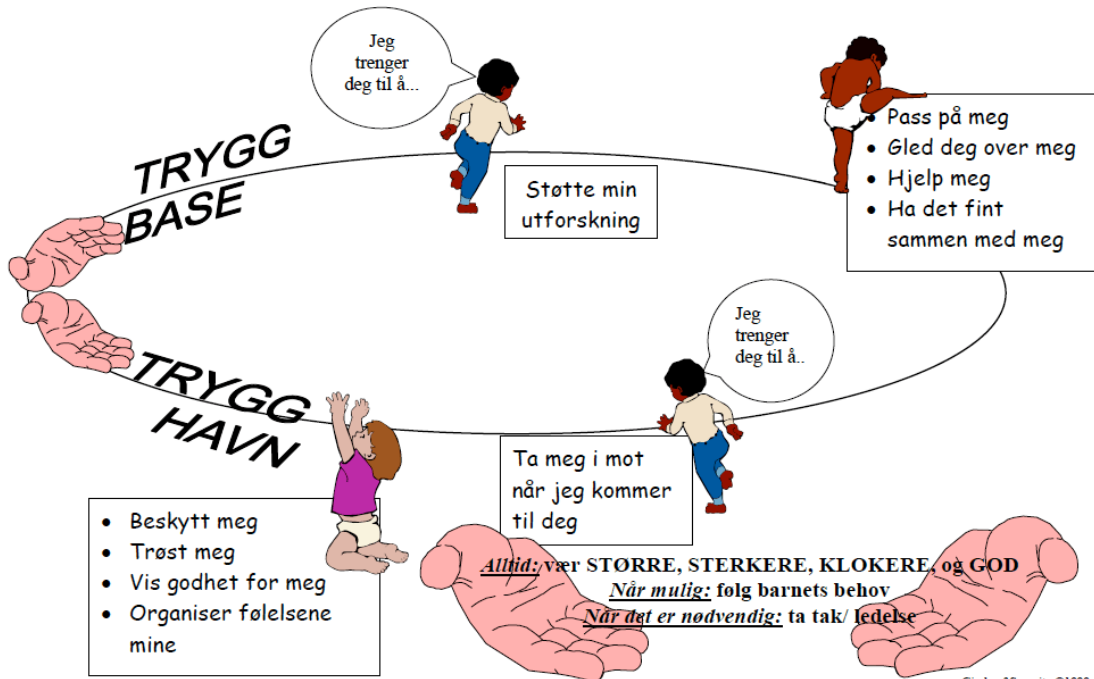 Jeg
trenger
deg til å...
TRYGG
BASE
Støtte min
utforskning
• Pass på meg
• Gled deg over meg
• Hjelp meg
• Ha det fint
sammen med meg
Jeg
trenger
deg til å..
TRYGG
HAVN
Ta meg i mot
når jeg kommer
til deg
• Beskytt meg
• Trøst meg
• Vis godhet for meg
• Organiser følelsene
mine
Alltid: vær STØRRE, STERKERE, KLOKERE, og GOD
Når mulig: følg barnets behov
Når det er nødvendig: ta tak/ ledelse